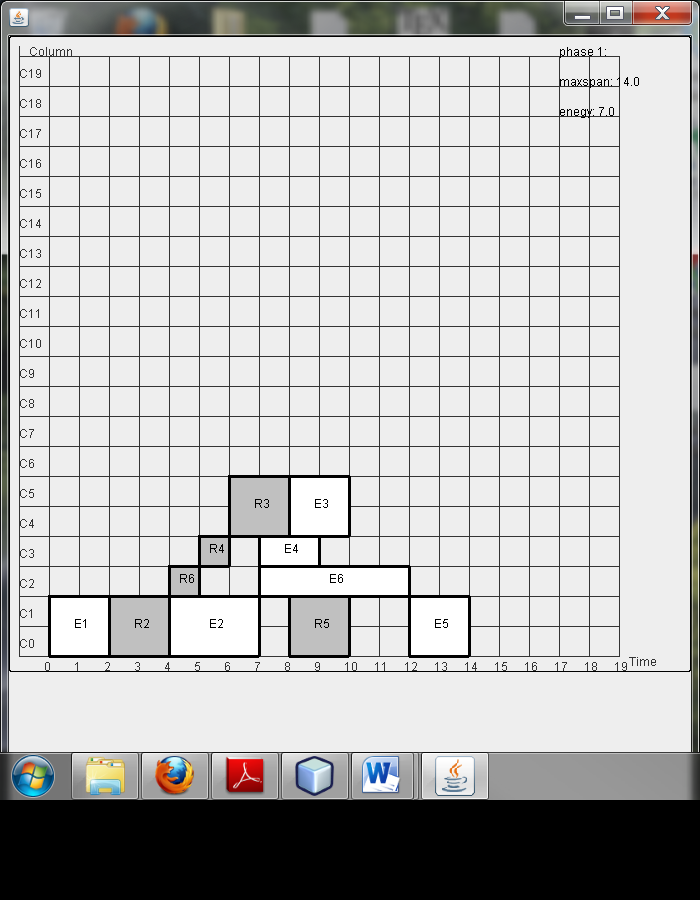 Column
phase 1:
C19
maxspan: 14.0
C18
enegy: 7.0
C17
C16
C15
C14
C13
C12
C11
C10
C9
C8
C7
C6
C5
R3 E3
C4
C3 R4 E4
C2 R6 E6
C1
E1 R2 E2 R5 E5
C0
0 1 2 3 4 5 6 7 8 9 10 11 12 13 14 15 16 17 18 19 Time